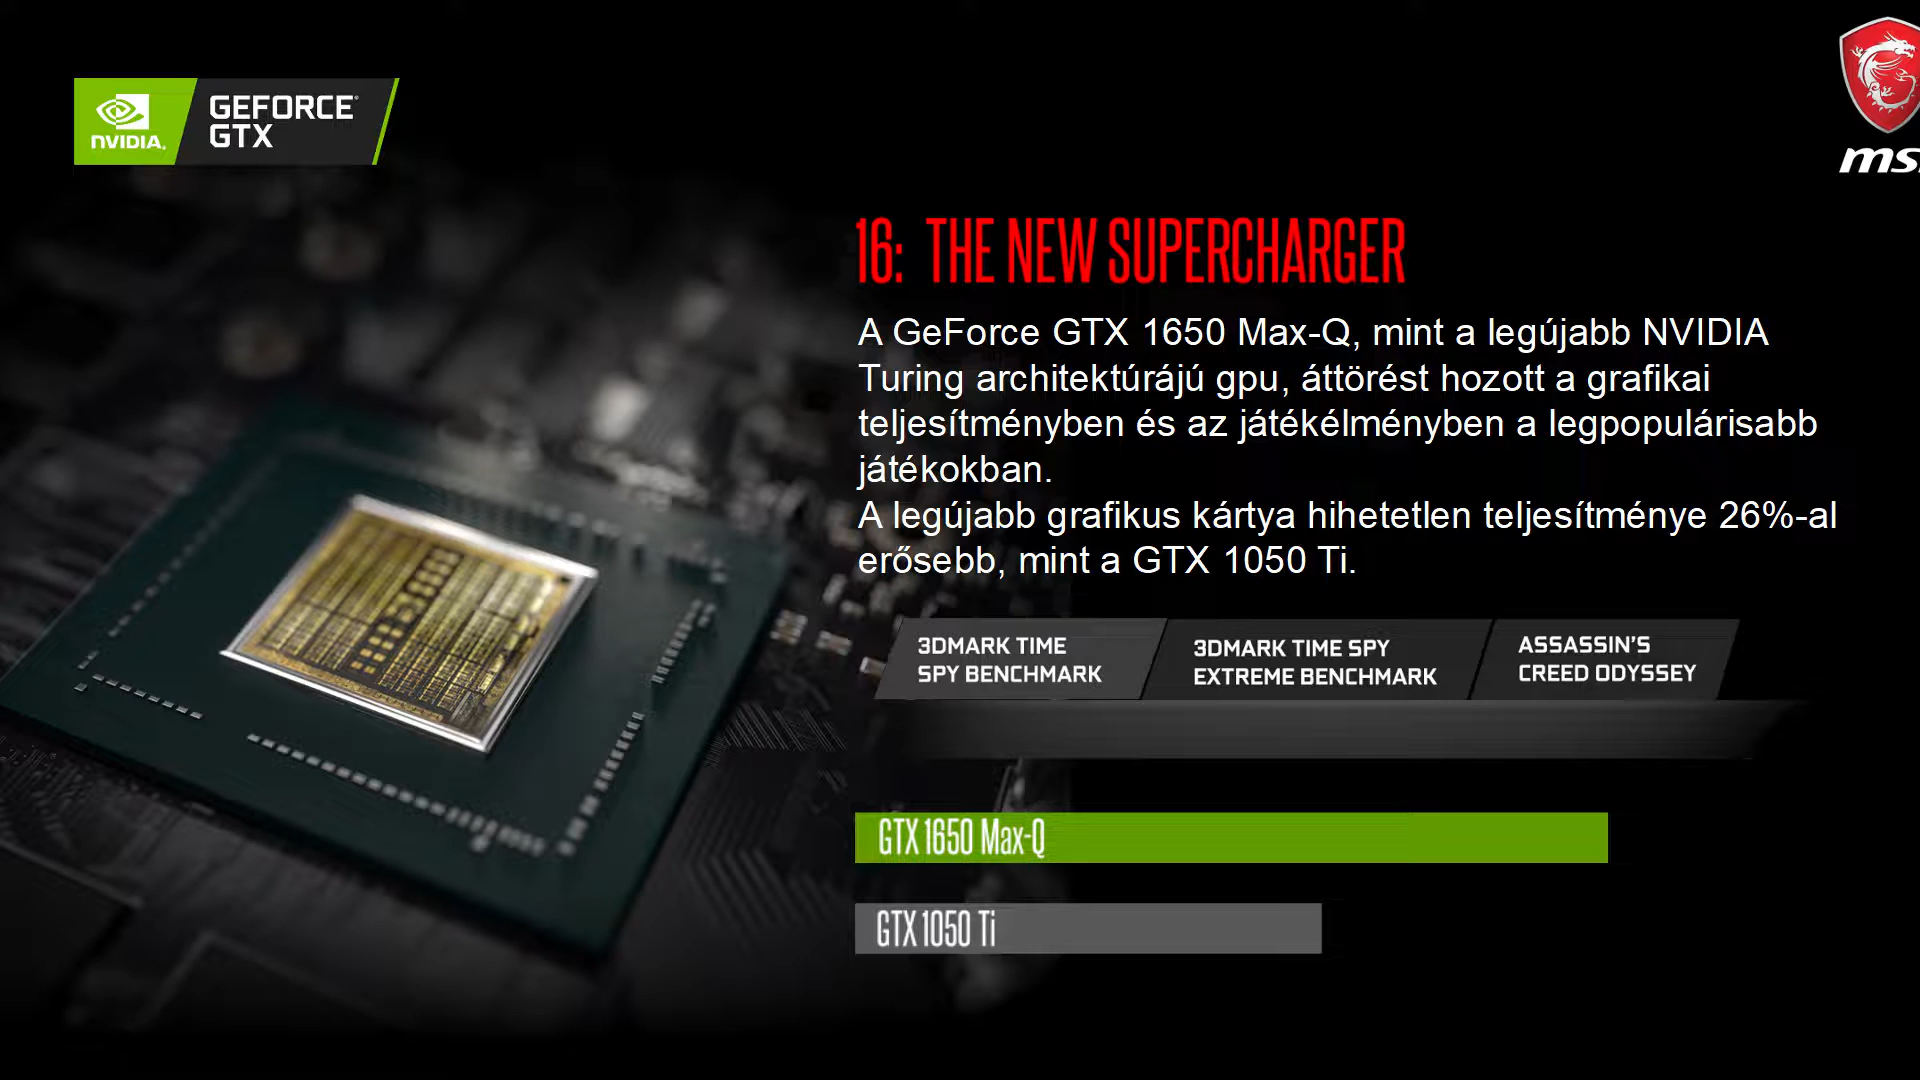 NVIDIA.
GEFORCE®
GTX
ms
16: THE NEW SUPERCHARGER
A GeForce GTX 1650 Max-Q, mint a legújabb NVIDIA
Turing architektúrájú gpu, áttörést hozott a grafikai
teljesítményben és az játékélményben a legpopulárisabb
játékokban.
A legújabb grafikus kártya hihetetlen teljesítménye 26%-al
erősebb, mint a GTX 1050 Ti.
3DMARK TIME
SPY BENCHMARK
3DMARK TIME SPY
EXTREME BENCHMARK
ASSASSIN'S
CREED ODYSSEY
GTX 1650 Max-Q
GTX 1050 Ti